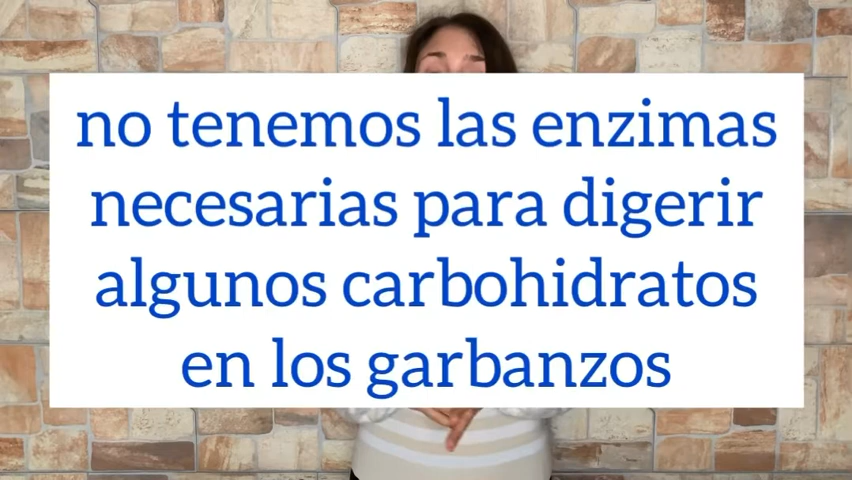 no tenemos las enzimas
necesarias para digerir
algunos carbohidratos
en los garbanzos